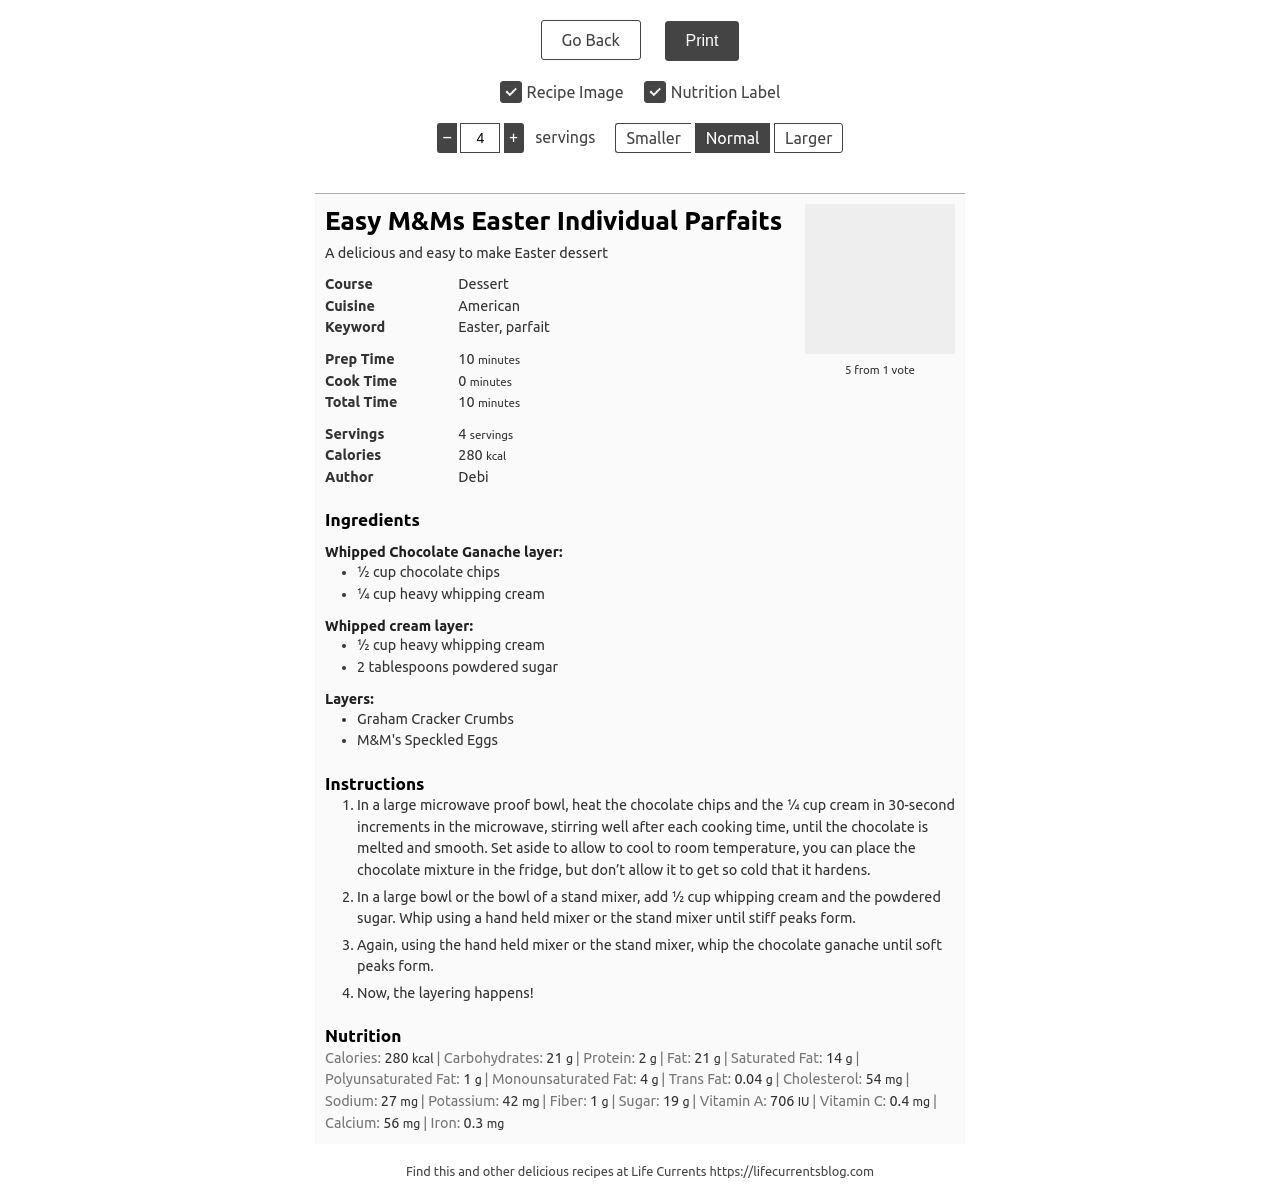 Go Back
Print
Recipe Image
Nutrition Label
– 4 + servings
Smaller Normal Larger
Easy M&Ms Easter Individual Parfaits
A delicious and easy to make Easter dessert
Course Dessert
Cuisine American
Keyword Easter, parfait
Prep Time 10 minutes
Cook Time 0 minutes
Total Time 10 minutes
5 from 1 vote
Servings 4 servings
Calories 280 kcal
Author Debi
Ingredients
Whipped Chocolate Ganache layer:
• ½ cup chocolate chips
• ¼ cup heavy whipping cream
Whipped cream layer:
• ½ cup heavy whipping cream
• 2 tablespoons powdered sugar
Layers:
• Graham Cracker Crumbs
• M&M's Speckled Eggs
Instructions
1. In a large microwave proof bowl, heat the chocolate chips and the ¼ cup cream in 30-second
increments in the microwave, stirring well after each cooking time, until the chocolate is
melted and smooth. Set aside to allow to cool to room temperature, you can place the
chocolate mixture in the fridge, but don’t allow it to get so cold that it hardens.
2. In a large bowl or the bowl of a stand mixer, add ½ cup whipping cream and the powdered
sugar. Whip using a hand held mixer or the stand mixer until stiff peaks form.
3. Again, using the hand held mixer or the stand mixer, whip the chocolate ganache until soft
peaks form.
4. Now, the layering happens!
Nutrition
Calories: 280 kcal | Carbohydrates: 21 g | Protein: 2 g | Fat: 21 g | Saturated Fat: 14 g |
Polyunsaturated Fat: 1 g | Monounsaturated Fat: 4 g | Trans Fat: 0.04 g | Cholesterol: 54 mg |
Sodium: 27 mg | Potassium: 42 mg | Fiber: 1 g | Sugar: 19 g | Vitamin A: 706 IU | Vitamin C: 0.4 mg |
Calcium: 56 mg | Iron: 0.3 mg
Find this and other delicious recipes at Life Currents https://lifecurrentsblog.com